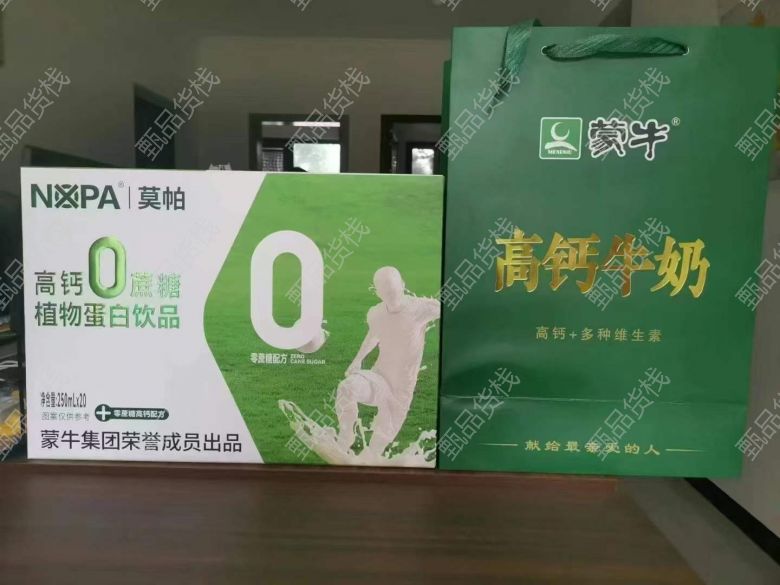 NXPA® 莫帕
高钙0蔗糖
植物蛋白饮品
0
零蔗糖配方 ZERO CANE SUGAR
净含量:250mLx20
图案仅供参考
+零蔗糖高钙配方
蒙牛集团荣誉成员出品
MENGNIU
蒙牛®
高钙牛奶
高钙+多种维生素
献给最亲爱的人
甄品货栈